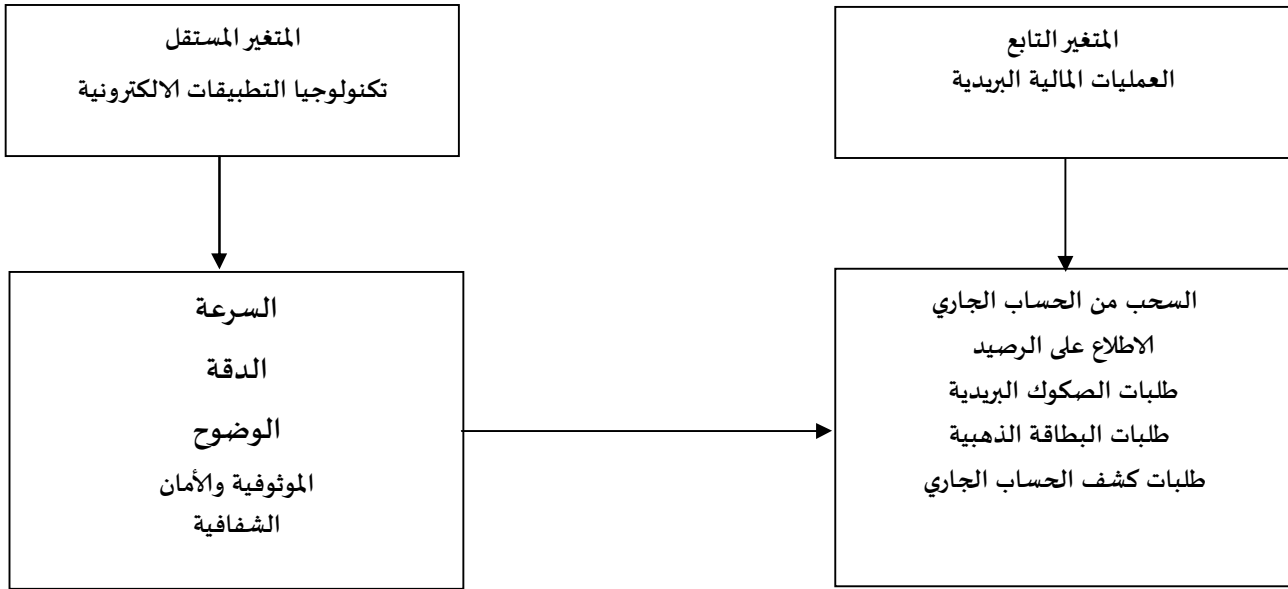 المتغير المستقل
تكنولوجيا التطبيقات الالكترونية
المتغير التابع
العمليات المالية البريدية
السرعة
الدقة
الوضوح
الموثوفية والأمان
الشفافية
السحب من الحساب الجاري
الاطلاع على الرصيد
طلبات الصكوك البريدية
طلبات البطاقة الذهبية
طلبات كشف الحساب الجاري